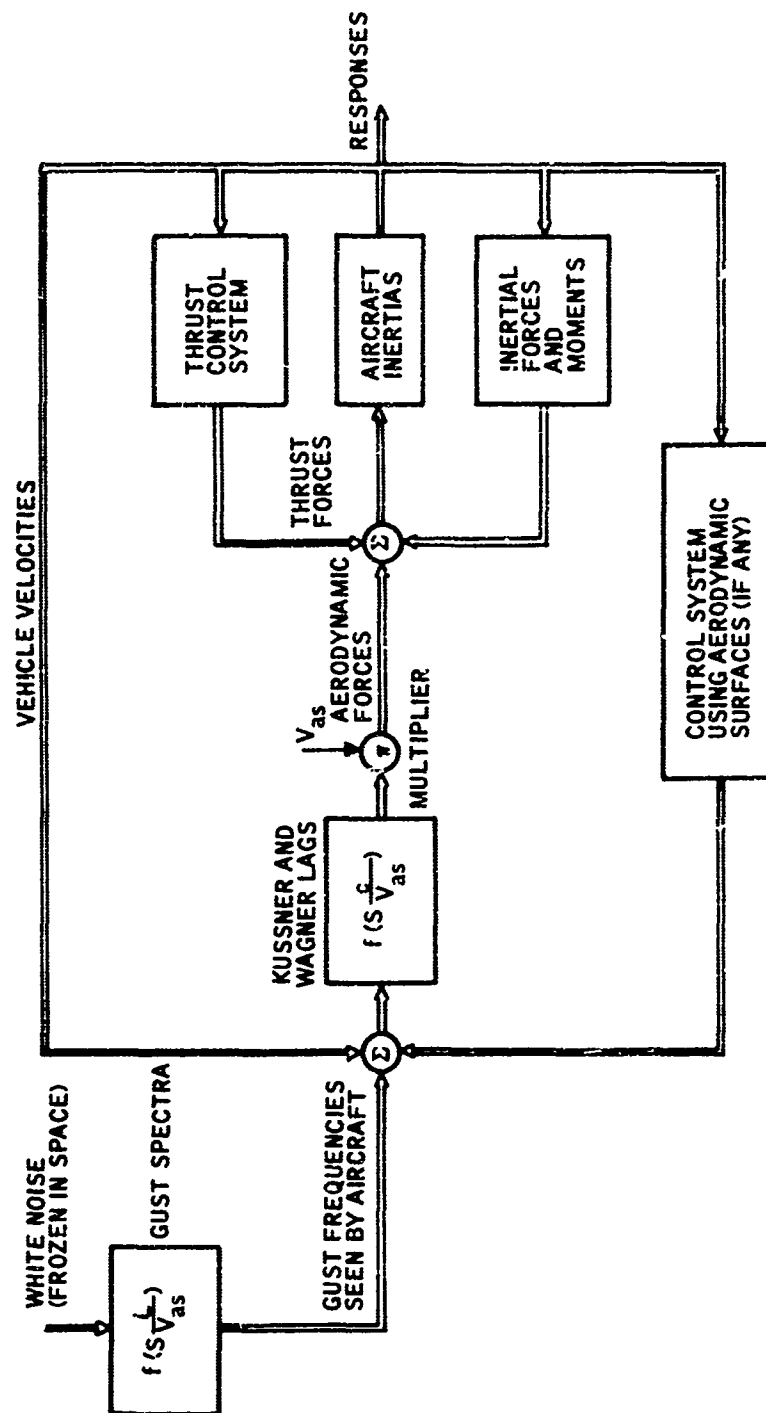 WHITE NOISE
(FROZEN IN SPACE)
f(S L/V_as)
GUST SPECTRA
GUST FREQUENCIES
SEEN BY AIRCRAFT
VEHICLE VELOCITIES
Σ
KUSSNER AND
WAGNER LAGS
f(S c/V_as)
V_as
π
MULTIPLIER
AERODYNAMIC
FORCES
Σ
THRUST
FORCES
THRUST
CONTROL
SYSTEM
AIRCRAFT
INERTIAS
INERTIAL
FORCES
AND
MOMENTS
RESPONSES
CONTROL SYSTEM
USING AERODYNAMIC
SURFACES (IF ANY)